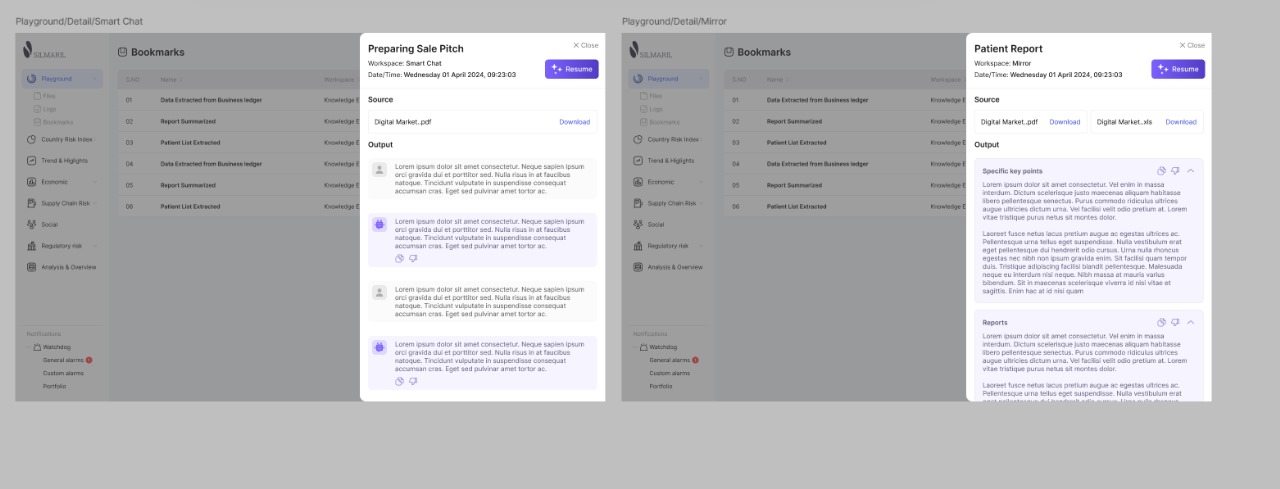 Playground/Detail/Smart Chat
SILMARIL
Playground
Files
Logs
Bookmarks
Country Risk Index
Trend & Higlights
Economic
Supply Chain Risk
Social
Regulatory risk
Analysis & Overview
Notifications
Watchdog
General alarms
Custom alarms
Portfolio
Bookmarks
S.NO Name Workspace
01 Data Extracted from Business ledger Knowledge E
02 Report Summarized Knowledge E
03 Patient List Extracted Knowledge E
04 Data Extracted from Business ledger Knowledge E
05 Report Summarized Knowledge E
06 Patient List Extracted Knowledge E
Preparing Sale Pitch
Close
Workspace: Smart Chat
Date/Time: Wednesday 01 April 2024, 09:23:03
Resume
Source
Digital Market..pdf Download
Output
Lorem ipsum dolor sit amet consectetur. Neque sapien ipsum
orci gravida dui et porttitor sed. Nulla risus in at faucibus
natoque. Tincidunt vulputate in suspendisse consequat
accumsan cras. Eget sed pulvinar amet tortor ac.
Lorem ipsum dolor sit amet consectetur. Neque sapien ipsum
orci gravida dui et porttitor sed. Nulla risus in at faucibus
natoque. Tincidunt vulputate in suspendisse consequat
accumsan cras. Eget sed pulvinar amet tortor ac.
Lorem ipsum dolor sit amet consectetur. Neque sapien ipsum
orci gravida dui et porttitor sed. Nulla risus in at faucibus
natoque. Tincidunt vulputate in suspendisse consequat
accumsan cras. Eget sed pulvinar amet tortor ac.
Lorem ipsum dolor sit amet consectetur. Neque sapien ipsum
orci gravida dui et porttitor sed. Nulla risus in at faucibus
natoque. Tincidunt vulputate in suspendisse consequat
accumsan cras. Eget sed pulvinar amet tortor ac.
Playground/Detail/Mirror
SILMARIL
Playground
Files
Logs
Bookmarks
Country Risk Index
Trend & Higlights
Economic
Supply Chain Risk
Social
Regulatory risk
Analysis & Overview
Notifications
Watchdog
General alarms
Custom alarms
Portfolio
Bookmarks
S.NO Name Workspace
01 Data Extracted from Business ledger Knowledge E
02 Report Summarized Knowledge E
03 Patient List Extracted Knowledge E
04 Data Extracted from Business ledger Knowledge E
05 Report Summarized Knowledge E
06 Patient List Extracted Knowledge E
Patient Report
Close
Workspace: Mirror
Date/Time: Wednesday 01 April 2024, 09:23:03
Resume
Source
Digital Market..pdf Download Digital Market..xls Download
Output
Specific key points
Lorem ipsum dolor sit amet consectetur. Vel enim in massa
interdum. Dictum scelerisque justo maecenas aliquam habitasse
libero pellentesque senectus. Purus commodo ridiculus ultrices
augue ultricies dictum urna. Vel facilisi velit odio pretium at. Lorem
vitae tristique purus netus sit montes dolor.
Laoreet fusce netus lacus pretium augue ac egestas ultrices ac.
Pellentesque urna tellus eget suspendisse. Nulla vestibulum erat
pellentesque dui hendrerit odio cursus. Urna nulla rhoncus
egestas nec nibh non ipsum gravida enim. Sit facilisi quam tempor
duis. Tristique adipiscing facilisi blandit pellentesque. Malesuada
neque eu interdum nisi neque. Nibh massa at mauris varius
bibendum. Sit in maecenas scelerisque viverra id nisi vitae et
sagittis. Enim hac at id nisi quam
Reports
Lorem ipsum dolor sit amet consectetur. Vel enim in massa
interdum. Dictum scelerisque justo maecenas aliquam habitasse
libero pellentesque senectus. Purus commodo ridiculus ultrices
augue ultricies dictum urna. Vel facilisi velit odio pretium at. Lorem
vitae tristique purus netus sit montes dolor.
Laoreet fusce netus lacus pretium augue ac egestas ultrices ac.
Pellentesque urna tellus eget suspendisse. Nulla vestibulum erat